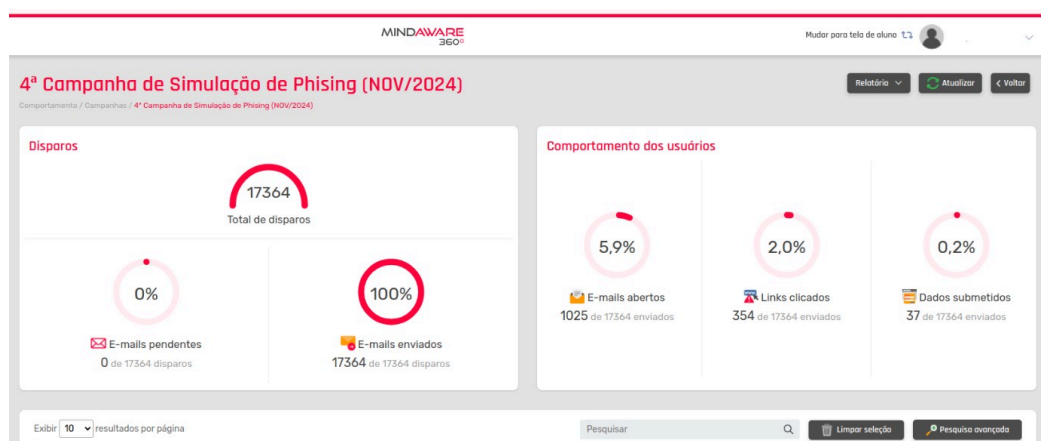 MINDAWARE
360º
Mudar para tela de aluno
4ª Campanha de Simulação de Phising (NOV/2024)
Comportamento / Campanhas / 4ª Campanha de Simulação de Phising (NOV/2024)
Relatório
Atualizar
Voltar
Disparos
17364
Total de disparos
0%
E-mails pendentes
0 de 17364 disparos
100%
E-mails enviados
17364 de 17364 disparos
Comportamento dos usuários
5,9%
E-mails abertos
1025 de 17364 enviados
2,0%
Links clicados
354 de 17364 enviados
0,2%
Dados submetidos
37 de 17364 enviados
Exibir 10 resultados por página
Pesquisar
Limpar seleção
Pesquisa avançada